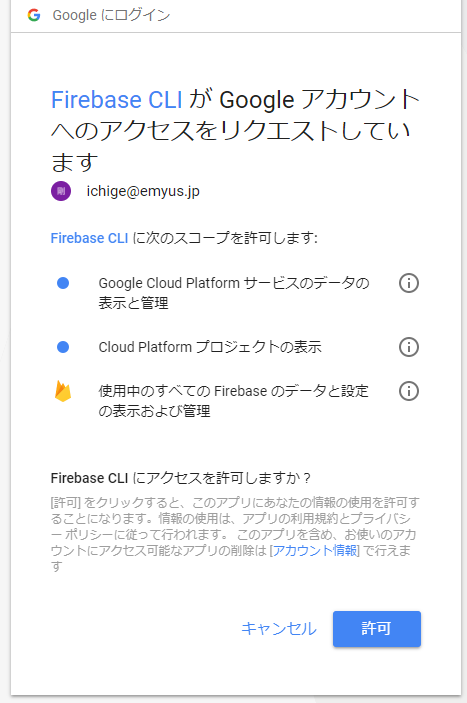 Google にログイン
Firebase CLI が Google アカウント
へのアクセスをリクエストしてい
ます
剛 ichige@emyus.jp
Firebase CLI に次のスコープを許可します:
Google Cloud Platform サービスのデータの
表示と管理
Cloud Platform プロジェクトの表示
使用中のすべての Firebase のデータと設定
の表示および管理
Firebase CLI にアクセスを許可しますか？
[許可] をクリックすると、このアプリにあなたの情報の使用を許可す
ることになります。情報の使用は、アプリの利用規約とプライバシ
ー ポリシーに従って行われます。 このアプリを含め、お使いのアカ
ウントにアクセス可能なアプリの削除は [アカウント情報] で行えま
す
キャンセル 許可